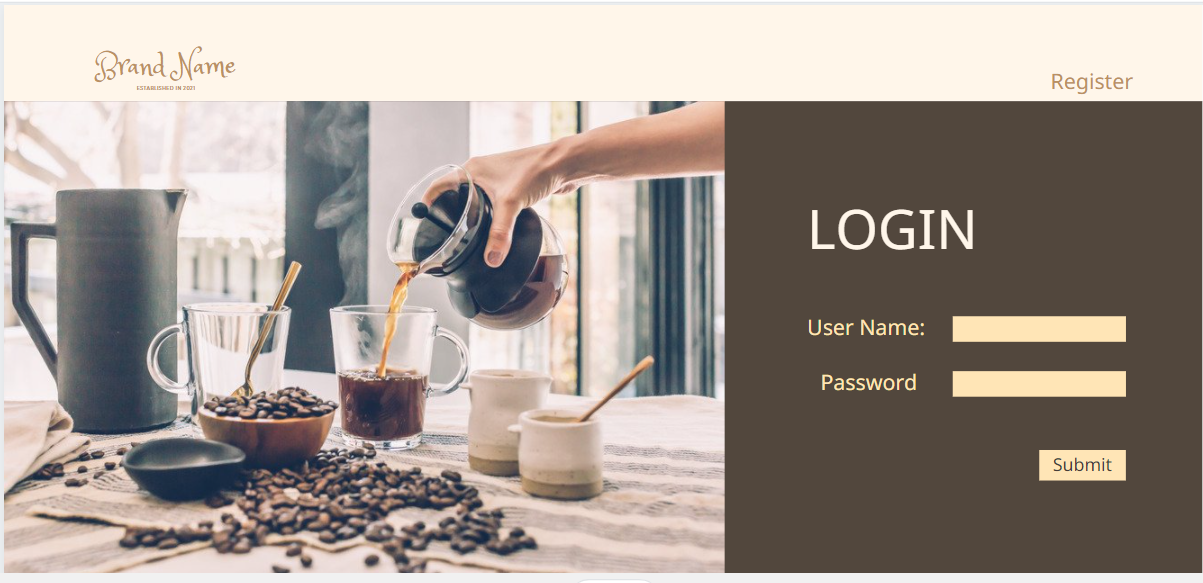 Brand Name
ESTABLISHED IN 2021
Register
LOGIN
User Name:
Password
Submit